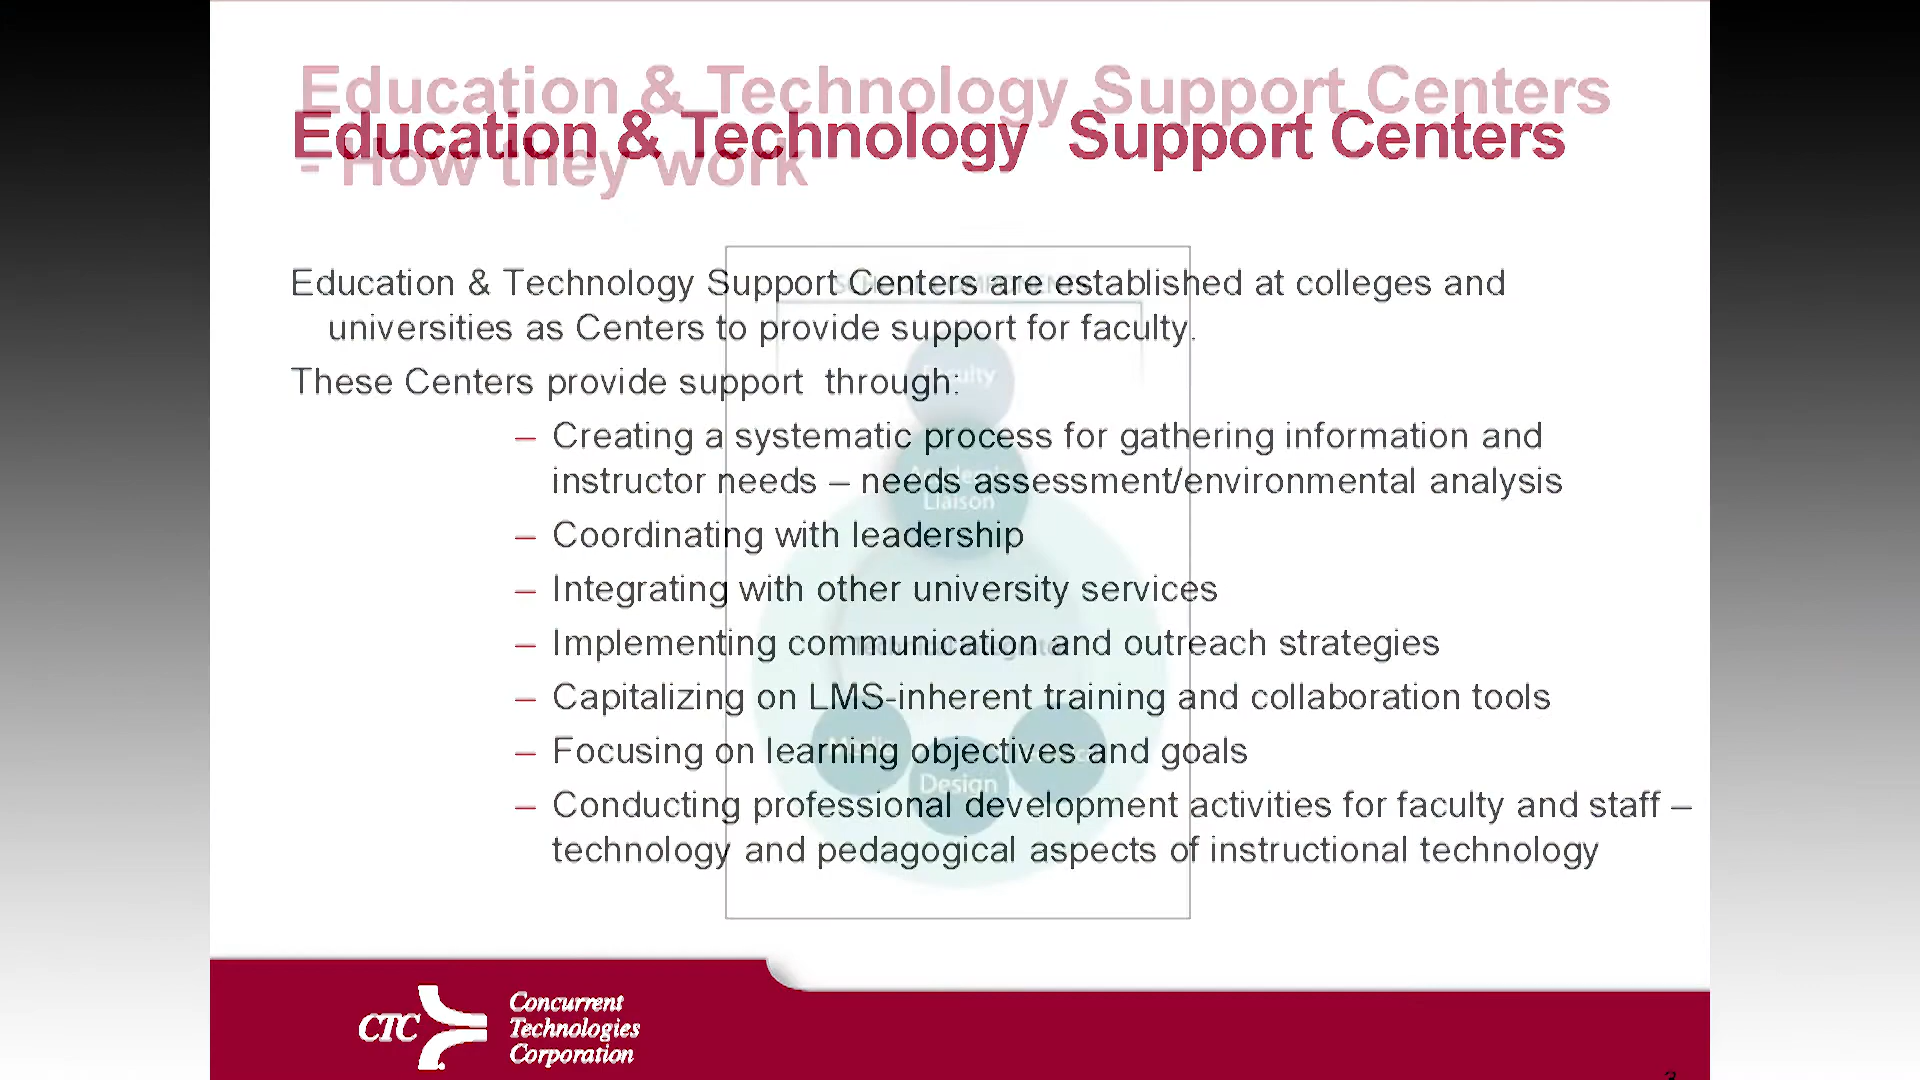 Education & Technology Support Centers
- How they work
Education & Technology Support Centers
Education & Technology Support Centers are established at colleges and
universities as Centers to provide support for faculty.
These Centers provide support through:
– Creating a systematic process for gathering information and
instructor needs – needs assessment/environmental analysis
– Coordinating with leadership
– Integrating with other university services
– Implementing communication and outreach strategies
– Capitalizing on LMS-inherent training and collaboration tools
– Focusing on learning objectives and goals
– Conducting professional development activities for faculty and staff –
technology and pedagogical aspects of instructional technology
Faculty
Liaison
Design
CTC
Concurrent
Technologies
Corporation